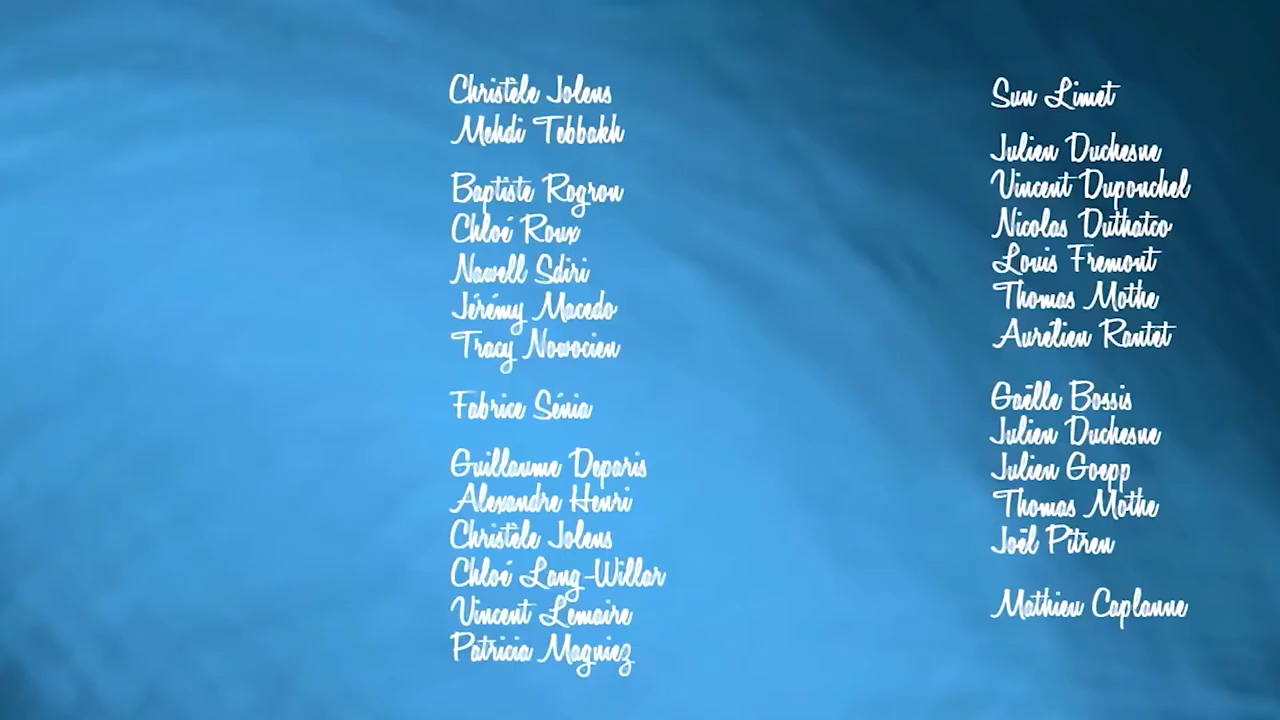 Christèle Jolens
Mehdi Tebbakh
Baptiste Rogron
Chloé Roux
Nawell Sdiri
Jérémy Macedo
Tracy Nowocien
Fabrice Sénia
Guillaume Deparis
Alexandre Henri
Christèle Jolens
Chloé Lang-Willar
Vincent Lemaire
Patricia Magniez
Sun Limet
Julien Duchesne
Vincent Duponchel
Nicolas Duthatco
Louis Fremont
Thomas Mothe
Aurélien Rantet
Gaëlle Bossis
Julien Duchesne
Julien Goepp
Thomas Mothe
Joël Pitren
Mathieu Caplanne